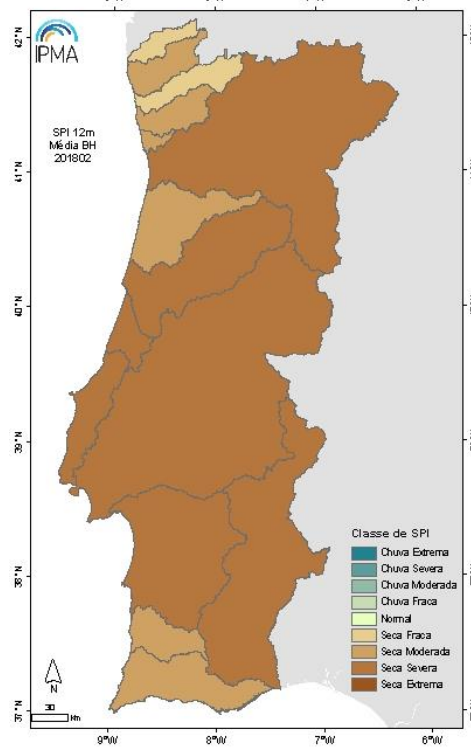 IPMA
SPI 12m
Média BH
201802
42°N
41°N
40°N
39°N
38°N
37°N
9°W
8°W
7°W
6°W
N
30
Km
Classe de SPI
Chuva Extrema
Chuva Severa
Chuva Moderada
Chuva Fraca
Normal
Seca Fraca
Seca Moderada
Seca Severa
Seca Extrema